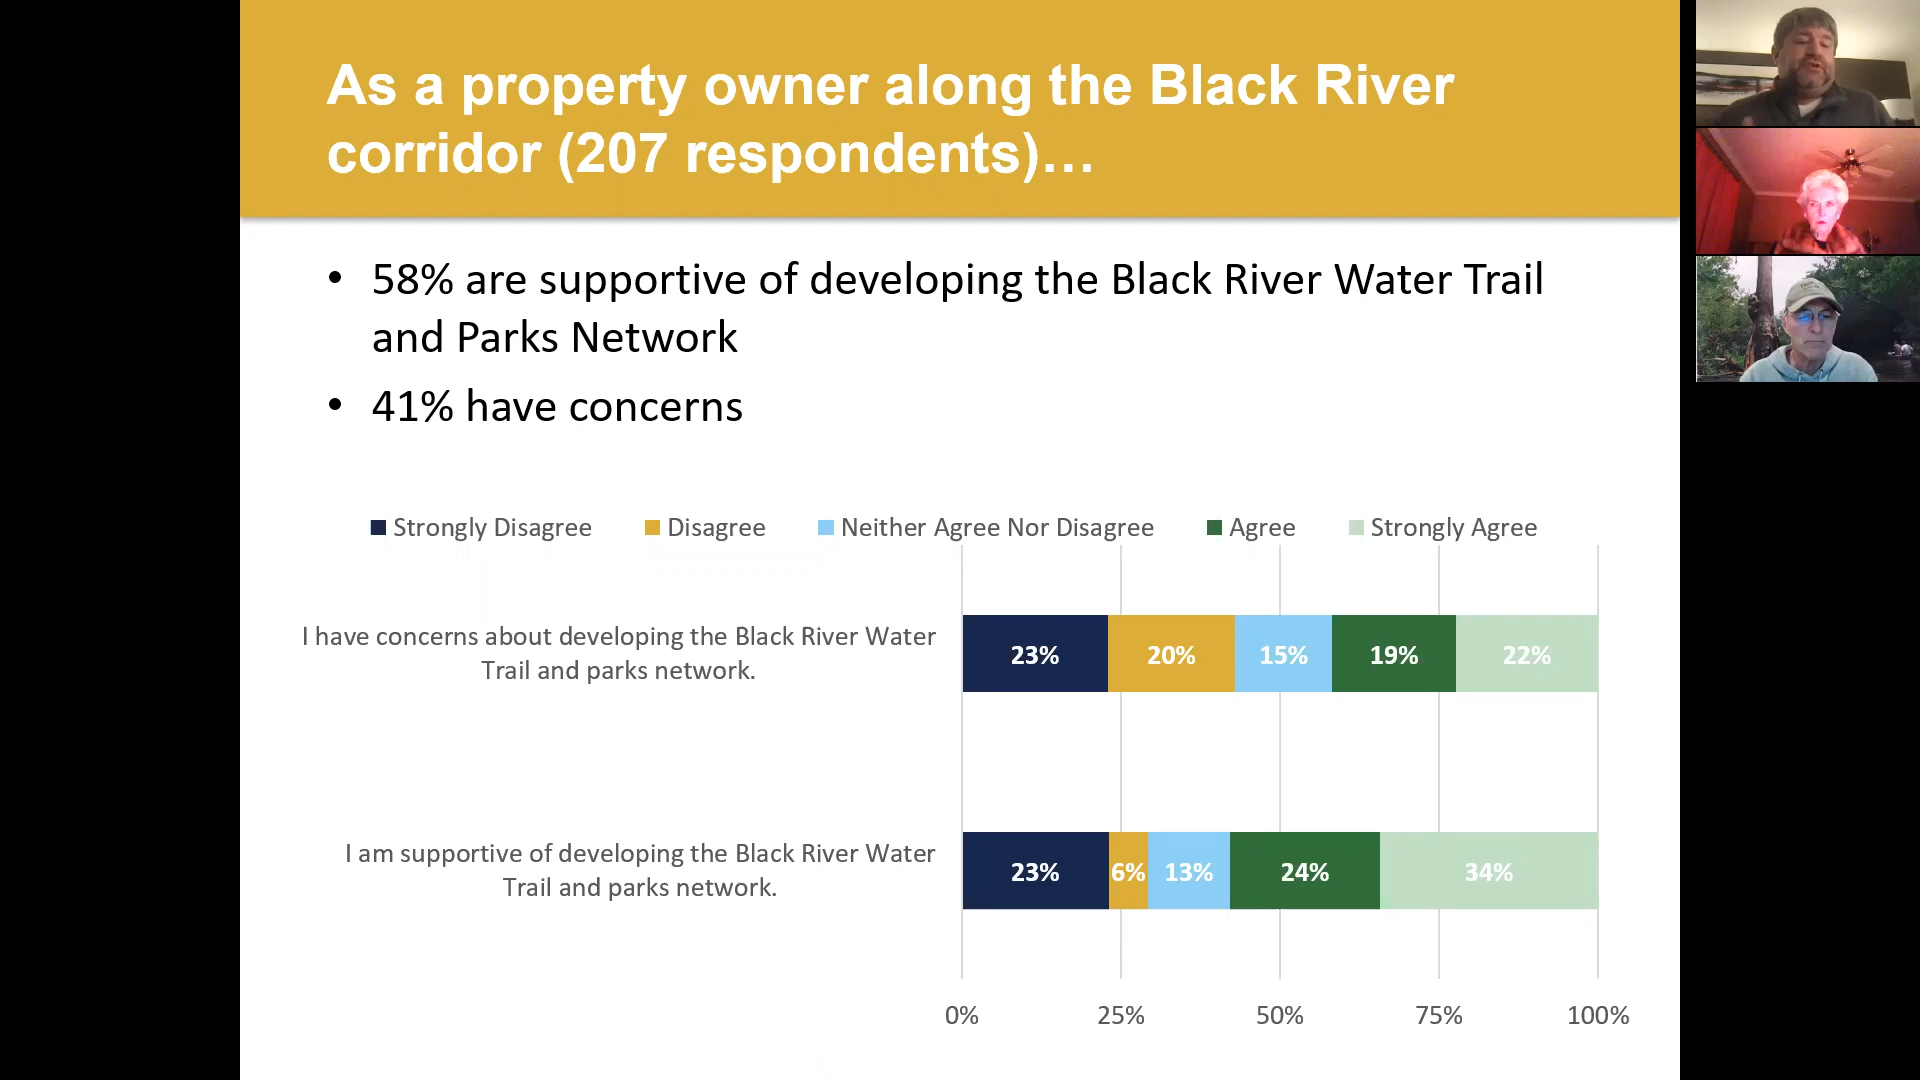 As a property owner along the Black River
corridor (207 respondents)…
• 58% are supportive of developing the Black River Water Trail
and Parks Network
• 41% have concerns
Strongly Disagree Disagree Neither Agree Nor Disagree Agree Strongly Agree
I have concerns about developing the Black River Water
Trail and parks network.
23% 20% 15% 19% 22%
I am supportive of developing the Black River Water
Trail and parks network.
23% 6% 13% 24% 34%
0% 25% 50% 75% 100%